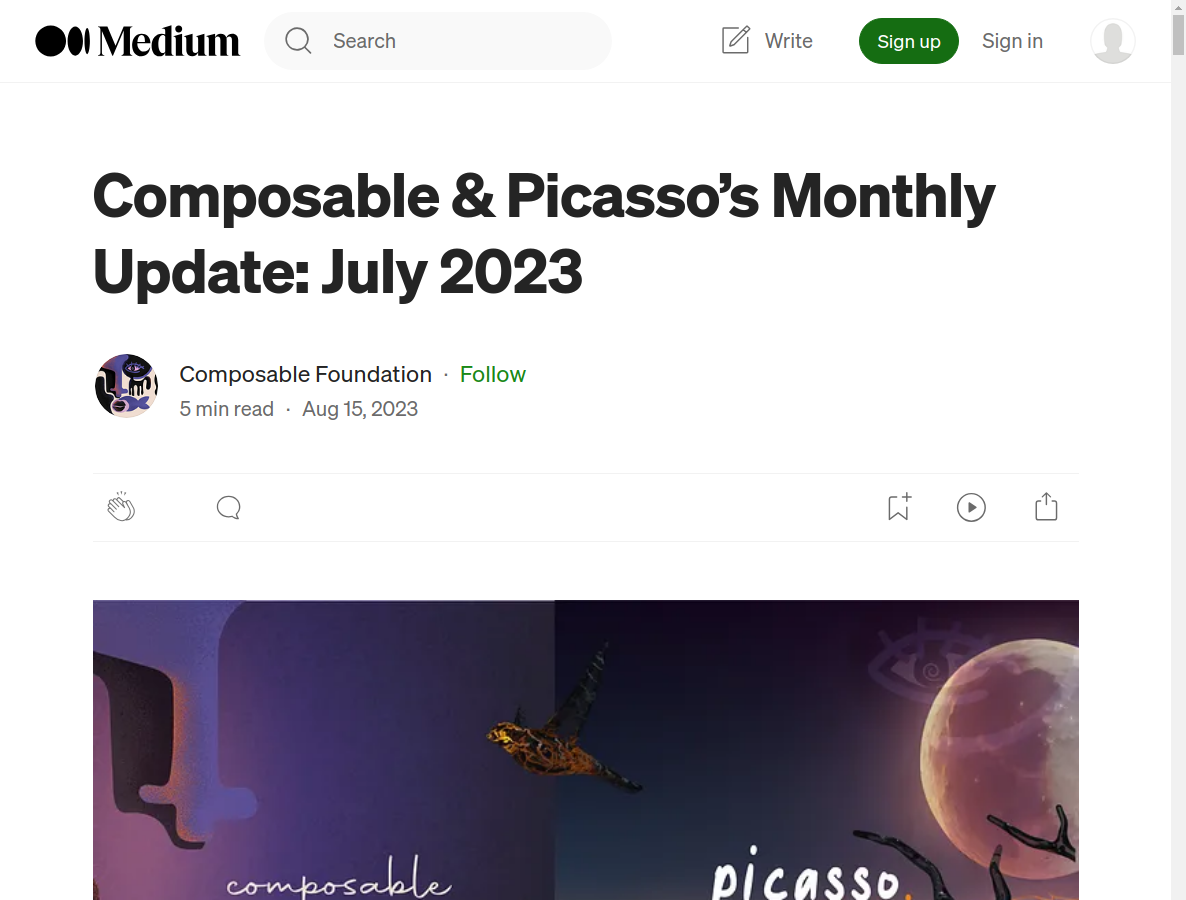 Medium
Search
Write
Sign up
Sign in
Composable & Picasso’s Monthly
Update: July 2023
Composable Foundation · Follow
5 min read · Aug 15, 2023
composable
picasso.